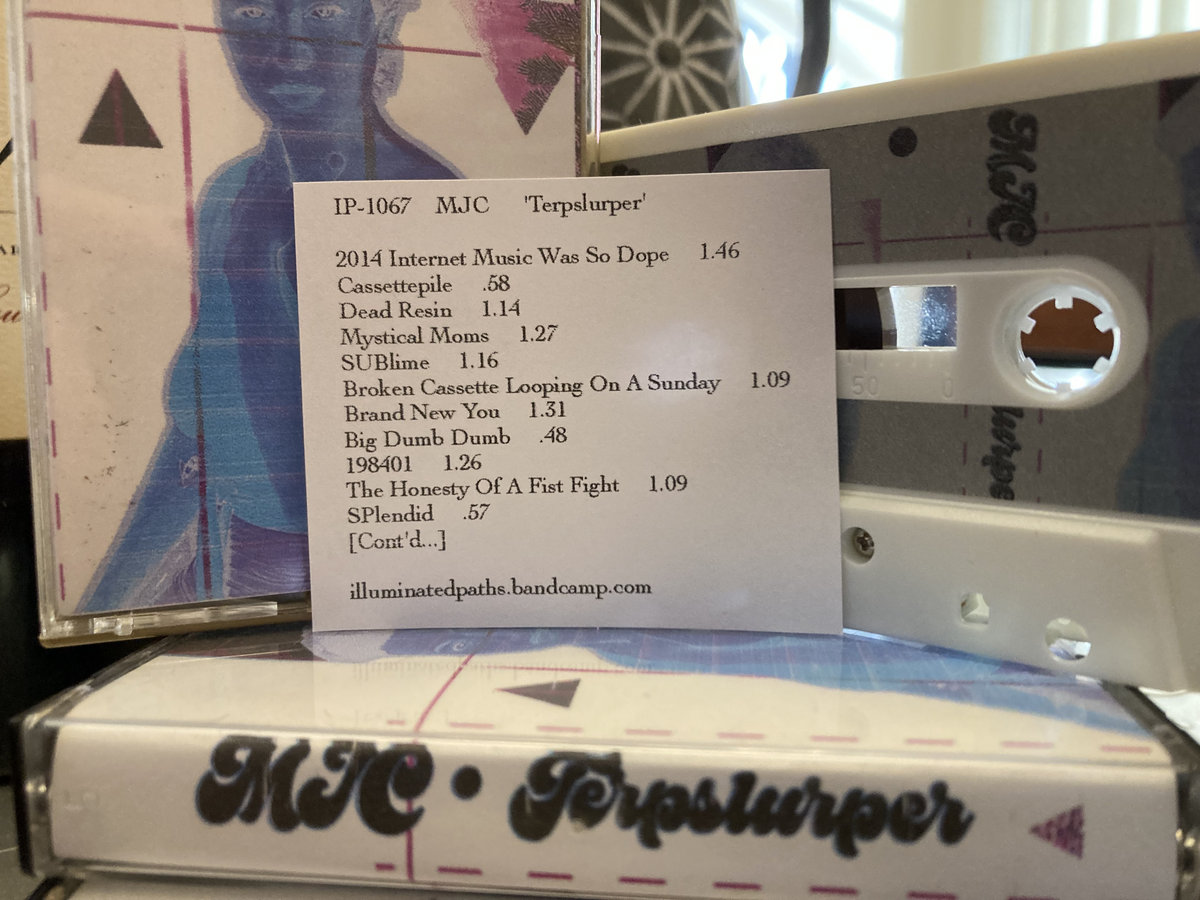 IP-1067 MJC 'Terpslurper'
2014 Internet Music Was So Dope 1.46
Cassettepile .58
Dead Resin 1.14
Mystical Moms 1.27
SUBlime 1.16
Broken Cassette Looping On A Sunday 1.09
Brand New You 1.31
Big Dumb Dumb .48
198401 1.26
The Honesty Of A Fist Fight 1.09
SPlendid .57
[Cont'd...]
illuminatedpaths.bandcamp.com
MJC
50 0
MJC • Terpslurper